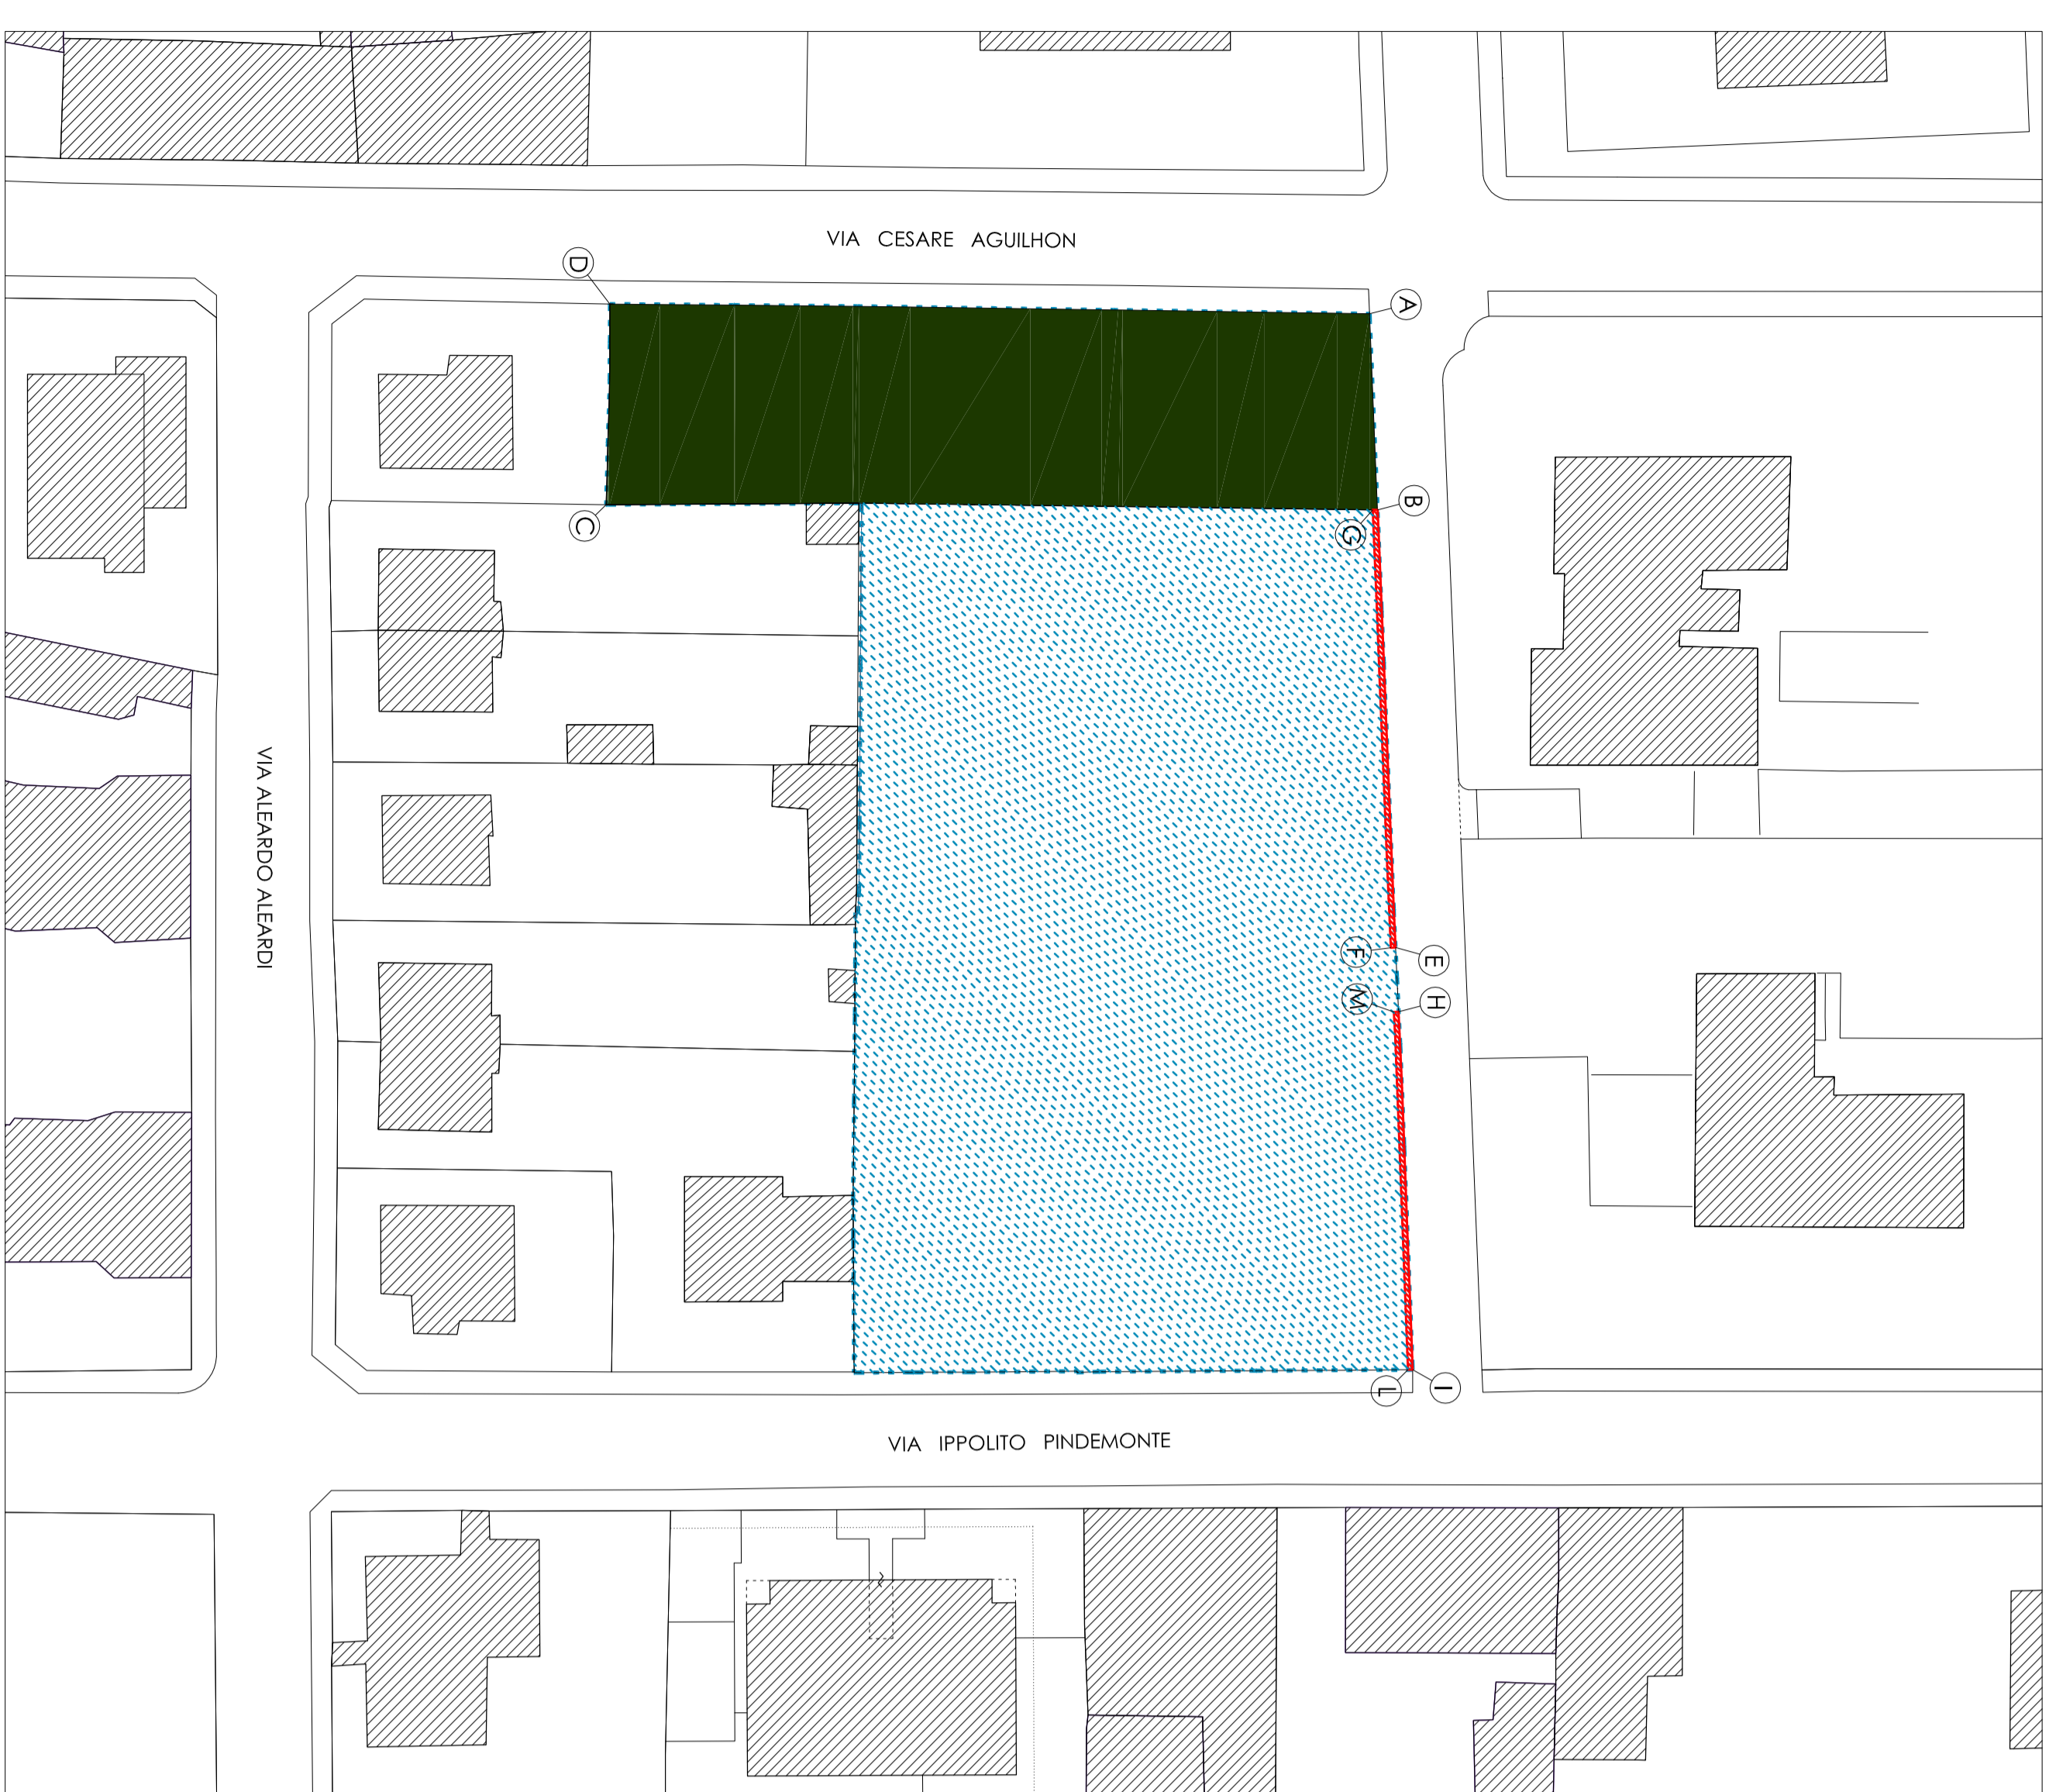 VIA CESARE AGUILHON
D
A
B
C
G
VIA ALEARDO ALEARDI
F
E
M
H
L
I
VIA IPPOLITO PINDEMONTE